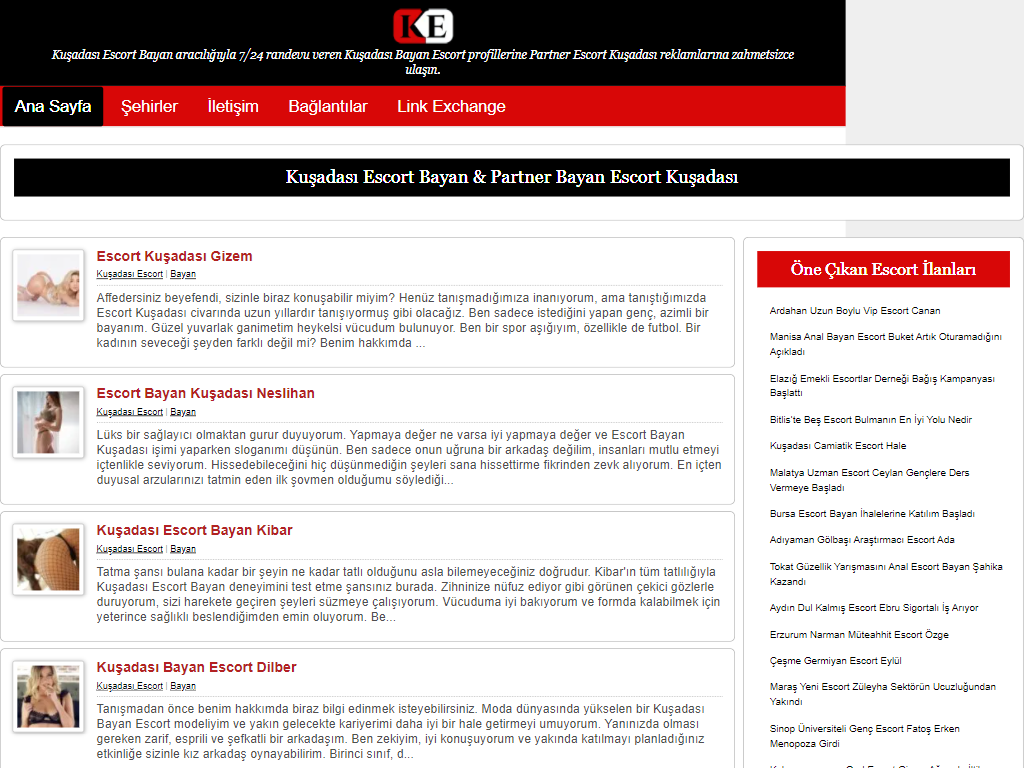 KE
Kuşadası Escort Bayan aracılığıyla 7/24 randevu veren Kuşadası Bayan Escort profillerine Partner Escort Kuşadası reklamlarına zahmetsizce
ulaşın.
Ana Sayfa Şehirler İletişim Bağlantılar Link Exchange
Kuşadası Escort Bayan & Partner Bayan Escort Kuşadası
Escort Kuşadası Gizem
Kuşadası Escort | Bayan
Affedersiniz beyefendi, sizinle biraz konuşabilir miyim? Henüz tanışmadığımıza inanıyorum, ama tanıştığımızda
Escort Kuşadası civarında uzun yıllardır tanışıyormuş gibi olacağız. Ben sadece istediğini yapan genç, azimli bir
bayanım. Güzel yuvarlak ganimetim heykelsi vücudum bulunuyor. Ben bir spor aşığıyım, özellikle de futbol. Bir
kadının seveceği şeyden farklı değil mi? Benim hakkımda ...
Escort Bayan Kuşadası Neslihan
Kuşadası Escort | Bayan
Lüks bir sağlayıcı olmaktan gurur duyuyorum. Yapmaya değer ne varsa iyi yapmaya değer ve Escort Bayan
Kuşadası işimi yaparken sloganımı düşünün. Ben sadece onun uğruna bir arkadaş değilim, insanları mutlu etmeyi
içtenlikle seviyorum. Hissedebileceğini hiç düşünmediğin şeyleri sana hissettirme fikrinden zevk alıyorum. En içten
duyusal arzularınızı tatmin eden ilk şovmen olduğumu söylediği...
Kuşadası Escort Bayan Kibar
Kuşadası Escort | Bayan
Tatma şansı bulana kadar bir şeyin ne kadar tatlı olduğunu asla bilemeyeceğiniz doğrudur. Kibar'ın tüm tatlılığıyla
Kuşadası Escort Bayan deneyimini test etme şansınız burada. Zihninize nüfuz ediyor gibi görünen çekici gözlerle
duruyorum, sizi harekete geçiren şeyleri süzmeye çalışıyorum. Vücuduma iyi bakıyorum ve formda kalabilmek için
yeterince sağlıklı beslendiğimden emin oluyorum. Be...
Kuşadası Bayan Escort Dilber
Kuşadası Escort | Bayan
Tanışmadan önce benim hakkımda biraz bilgi edinmek isteyebilirsiniz. Moda dünyasında yükselen bir Kuşadası
Bayan Escort modeliyim ve yakın gelecekte kariyerimi daha iyi bir hale getirmeyi umuyorum. Yanınızda olması
gereken zarif, esprili ve şefkatli bir arkadaşım. Ben zekiyim, iyi konuşuyorum ve yakında katılmayı planladığınız
etkinliğe sizinle kız arkadaş oynayabilirim. Birinci sınıf, d...
Öne Çıkan Escort İlanları
Ardahan Uzun Boylu Vip Escort Canan
Manisa Anal Bayan Escort Buket Artık Oturamadığını
Açıkladı
Elazığ Emekli Escortlar Derneği Bağış Kampanyası
Başlattı
Bitlis'te Beş Escort Bulmanın En İyi Yolu Nedir
Kuşadası Camiatik Escort Hale
Malatya Uzman Escort Ceylan Gençlere Ders
Vermeye Başladı
Bursa Escort Bayan İhalelerine Katılım Başladı
Adıyaman Gölbaşı Araştırmacı Escort Ada
Tokat Güzellik Yarışmasını Anal Escort Bayan Şahika
Kazandı
Aydın Dul Kalmış Escort Ebru Sigortalı İş Arıyor
Erzurum Narman Müteahhit Escort Özge
Çeşme Germiyan Escort Eylül
Maraş Yeni Escort Züleyha Sektörün Ucuzluğundan
Yakındı
Sinop Üniversiteli Genç Escort Fatoş Erken
Menopoza Girdi